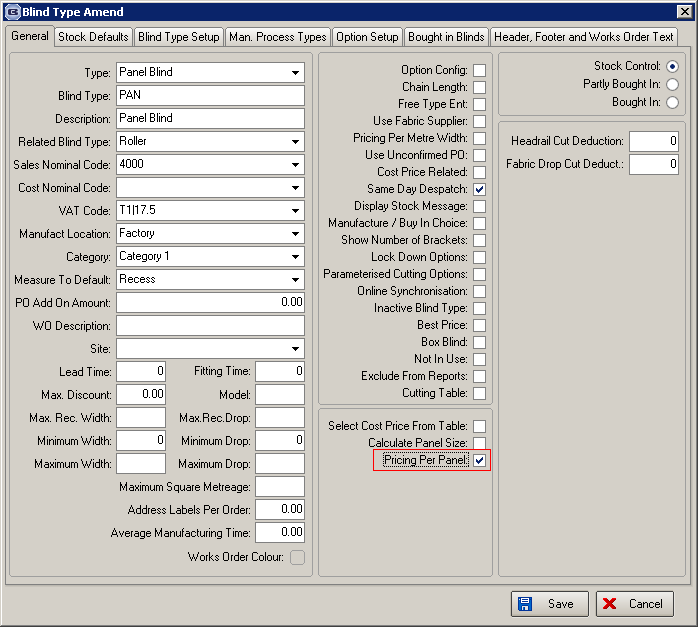 Blind Type Amend
General Stock Defaults Blind Type Setup Man. Process Types Option Setup Bought in Blinds Header, Footer and Works Order Text
Type: Panel Blind
Blind Type: PAN
Description: Panel Blind
Related Blind Type: Roller
Sales Nominal Code: 4000
Cost Nominal Code:
VAT Code: T1|17.5
Manufact Location: Factory
Category: Category 1
Measure To Default: Recess
PO Add On Amount: 0.00
WO Description:
Site:
Lead Time: 0 Fitting Time: 0
Max. Discount: 0.00 Model:
Max. Rec. Width: Max.Rec.Drop:
Minimum Width: 0 Minimum Drop: 0
Maximum Width: Maximum Drop:
Maximum Square Metreage:
Address Labels Per Order: 0.00
Average Manufacturing Time: 0.00
Works Order Colour:
Option Config:
Chain Length:
Free Type Ent:
Use Fabric Supplier:
Pricing Per Metre Width:
Use Unconfirmed PO:
Cost Price Related:
Same Day Despatch:
Display Stock Message:
Manufacture / Buy In Choice:
Show Number of Brackets:
Lock Down Options:
Parameterised Cutting Options:
Online Synchronisation:
Inactive Blind Type:
Best Price:
Box Blind:
Not In Use:
Exclude From Reports:
Cutting Table:
Select Cost Price From Table:
Calculate Panel Size:
Pricing Per Panel:
Stock Control:
Partly Bought In:
Bought In:
Headrail Cut Deduction: 0
Fabric Drop Cut Deduct.: 0
Save Cancel